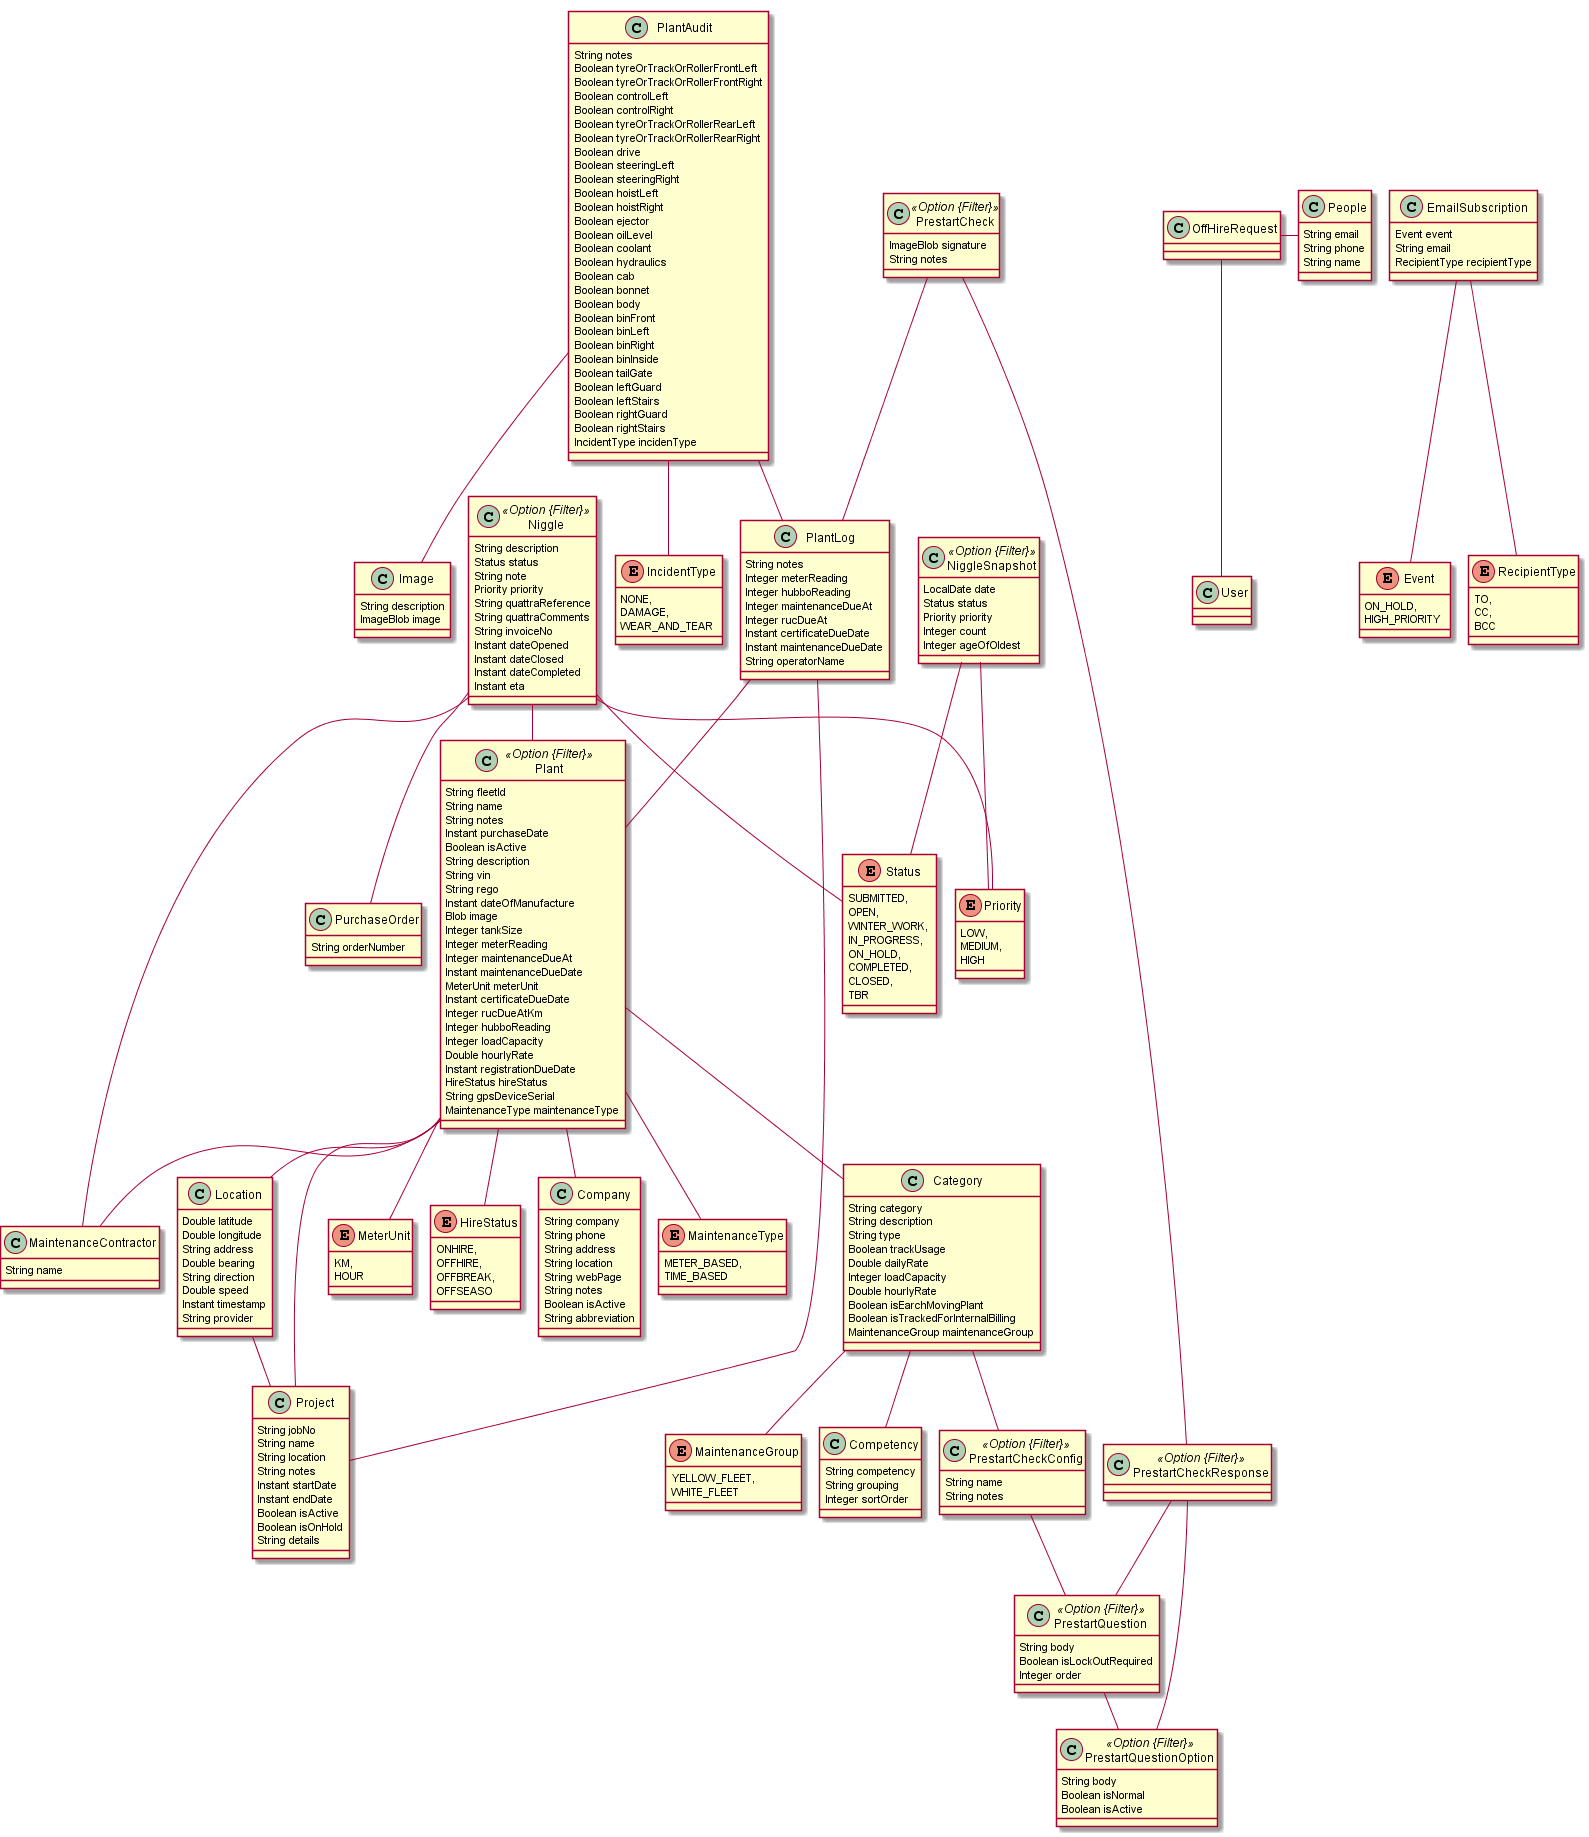 C PlantAudit
String notes
Boolean tyreOrTrackOrRollerFrontLeft
Boolean tyreOrTrackOrRollerFrontRight
Boolean controlLeft
Boolean controlRight
Boolean tyreOrTrackOrRollerRearLeft
Boolean tyreOrTrackOrRollerRearRight
Boolean drive
Boolean steeringLeft
Boolean steeringRight
Boolean hoistLeft
Boolean hoistRight
Boolean ejector
Boolean oilLevel
Boolean coolant
Boolean hydraulics
Boolean cab
Boolean bonnet
Boolean body
Boolean binFront
Boolean binLeft
Boolean binRight
Boolean binInside
Boolean tailGate
Boolean leftGuard
Boolean leftStairs
Boolean rightGuard
Boolean rightStairs
IncidentType incidenType
«Option {Filter}»
C PrestartCheck
ImageBlob signature
String notes
C OffHireRequest
C People
String email
String phone
String name
C EmailSubscription
Event event
String email
RecipientType recipientType
«Option {Filter}»
C Niggle
String description
Status status
String note
Priority priority
String quattraReference
String quattraComments
String invoiceNo
Instant dateOpened
Instant dateClosed
Instant dateCompleted
Instant eta
C Image
String description
ImageBlob image
E IncidentType
NONE,
DAMAGE,
WEAR_AND_TEAR
C PlantLog
String notes
Integer meterReading
Integer hubboReading
Integer maintenanceDueAt
Integer rucDueAt
Instant certificateDueDate
Instant maintenanceDueDate
String operatorName
«Option {Filter}»
C NiggleSnapshot
LocalDate date
Status status
Priority priority
Integer count
Integer ageOfOldest
C User
E Event
ON_HOLD,
HIGH_PRIORITY
E RecipientType
TO,
CC,
BCC
«Option {Filter}»
C Plant
String fleetId
String name
String notes
Instant purchaseDate
Boolean isActive
String description
String vin
String rego
Instant dateOfManufacture
Blob image
Integer tankSize
Integer meterReading
Integer maintenanceDueAt
Instant maintenanceDueDate
MeterUnit meterUnit
Instant certificateDueDate
Integer rucDueAtKm
Integer hubboReading
Integer loadCapacity
Double hourlyRate
Instant registrationDueDate
HireStatus hireStatus
String gpsDeviceSerial
MaintenanceType maintenanceType
C PurchaseOrder
String orderNumber
E Status
SUBMITTED,
OPEN,
WINTER_WORK,
IN_PROGRESS,
ON_HOLD,
COMPLETED,
CLOSED,
TBR
E Priority
LOW,
MEDIUM,
HIGH
C MaintenanceContractor
String name
C Location
Double latitude
Double longitude
String address
Double bearing
String direction
Double speed
Instant timestamp
String provider
E MeterUnit
KM,
HOUR
E HireStatus
ONHIRE,
OFFHIRE,
OFFBREAK,
OFFSEASO
C Company
String company
String phone
String address
String location
String webPage
String notes
Boolean isActive
String abbreviation
E MaintenanceType
METER_BASED,
TIME_BASED
C Category
String category
String description
String type
Boolean trackUsage
Double dailyRate
Integer loadCapacity
Double hourlyRate
Boolean isEarchMovingPlant
Boolean isTrackedForInternalBilling
MaintenanceGroup maintenanceGroup
C Project
String jobNo
String name
String location
String notes
Instant startDate
Instant endDate
Boolean isActive
Boolean isOnHold
String details
E MaintenanceGroup
YELLOW_FLEET,
WHITE_FLEET
C Competency
String competency
String grouping
Integer sortOrder
«Option {Filter}»
C PrestartCheckConfig
String name
String notes
«Option {Filter}»
C PrestartCheckResponse
«Option {Filter}»
C PrestartQuestion
String body
Boolean isLockOutRequired
Integer order
«Option {Filter}»
C PrestartQuestionOption
String body
Boolean isNormal
Boolean isActive